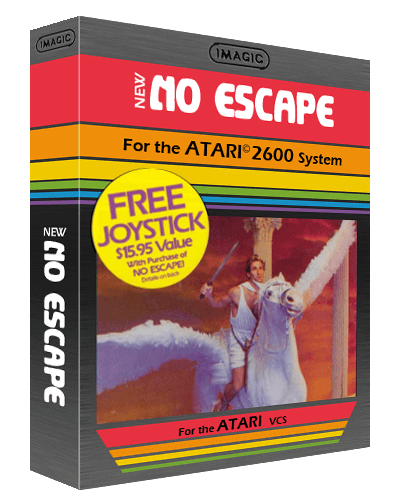 IMAGIC
IMAGIC
NEW
NO ESCAPE
For the ATARI© 2600 System
FREE
JOYSTICK
$15.95 Value
With Purchase of
NO ESCAPE!
Details on back
NEW
NO ESCAPE
For the ATARI VCS